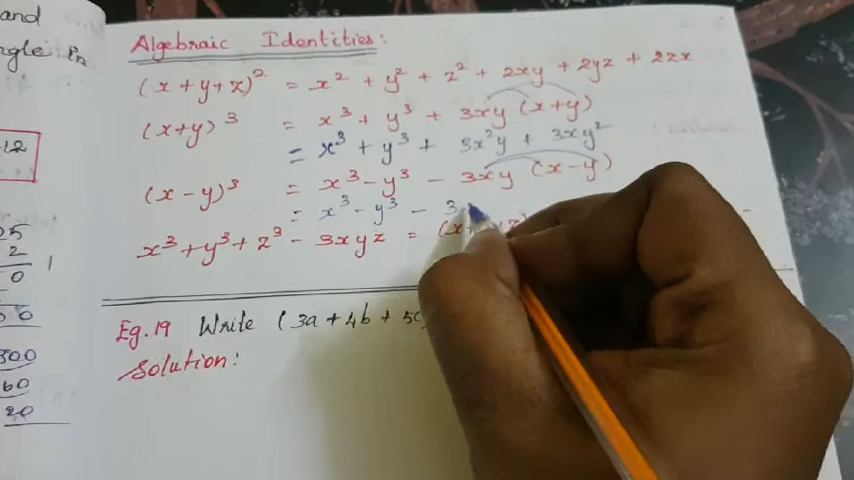 and
ngle in
12
25
2
0
00
300
60
20
Algebraic Identities:
(x+y+z)² = x² + y² + z² + 2xy + 2yz + 2zx
(x+y)³ = x³ + y³ + 3xy (x+y)
= x³ + y³ + 3x²y + 3xy²
(x-y)³ = x³ - y³ - 3xy (x-y)
= x³ - y³ - 3
x³ + y³ + z³ - 3xyz = (x+
Eg.19 Write (3a + 4b + 5c
Solution: